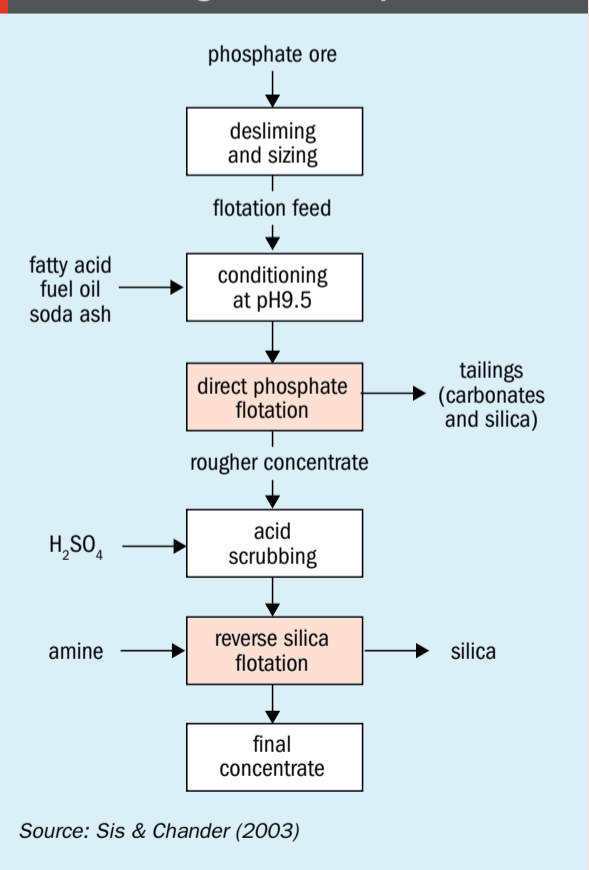 phosphate ore
desliming
and sizing
flotation feed
fatty acid
fuel oil
soda ash
conditioning
at pH9.5
direct phosphate
flotation
tailings
(carbonates
and silica)
rougher concentrate
H₂SO₄
acid
scrubbing
amine
reverse silica
flotation
silica
final
concentrate
Source: Sis & Chander (2003)